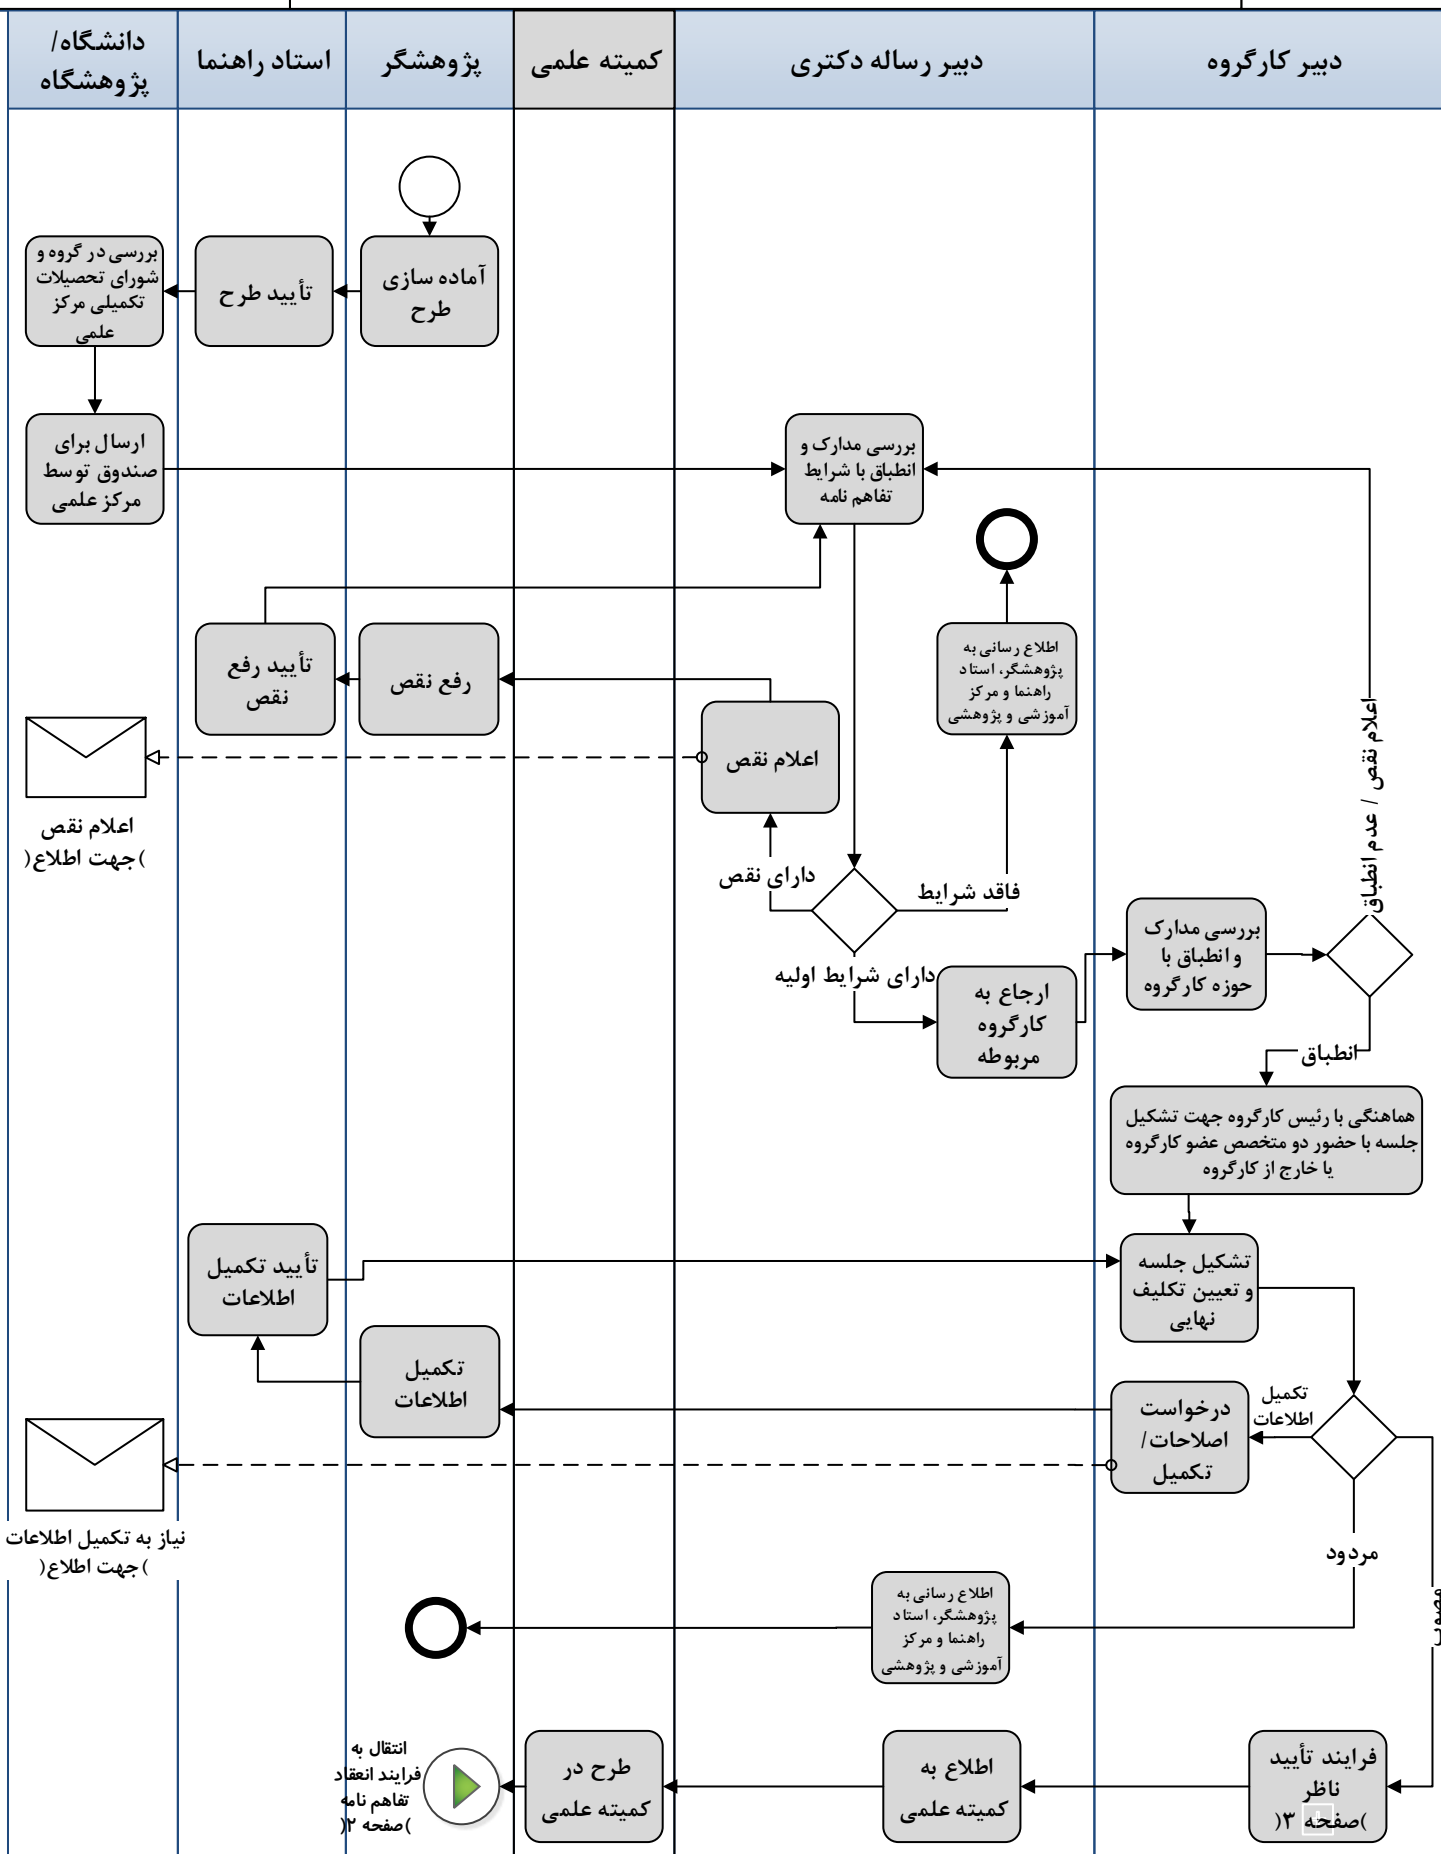 دبیر کارگروه
دبیر رساله دکتری
کمیته علمی
پژوهشگر
استاد راهنما
دانشگاه/
پژوهشگاه
آماده سازی
طرح
تأیید طرح
بررسی در گروه و
شورای تحصیلات
تکمیلی مرکز
علمی
ارسال برای
صندوق توسط
مرکز علمی
بررسی مدارک و
انطباق با شرایط
تفاهم نامه
اطلاع رسانی به
پژوهشگر، استاد
راهنما و مرکز
آموزشی و پژوهشی
رفع نقص
تأیید رفع
نقص
اعلام نقص
اعلام نقص
)جهت اطلاع(
دارای نقص
فاقد شرایط
دارای شرایط اولیه
ارجاع به
کارگروه
مربوطه
بررسی مدارک
و انطباق با
حوزه کارگروه
اعلام نقص / عدم انطباق
انطباق
هماهنگی با رئیس کارگروه جهت تشکیل
جلسه با حضور دو متخصص عضو کارگروه
یا خارج از کارگروه
تشکیل جلسه
و تعیین تکلیف
نهایی
تأیید تکمیل
اطلاعات
تکمیل
اطلاعات
درخواست
اصلاحات/
تکمیل
تکمیل
اطلاعات
نیاز به تکمیل اطلاعات
)جهت اطلاع(
مردود
مصوب
اطلاع رسانی به
پژوهشگر، استاد
راهنما و مرکز
آموزشی و پژوهشی
فرایند تأیید
ناظر
)صفحه ۳(
اطلاع به
کمیته علمی
طرح در
کمیته علمی
انتقال به
فرایند انعقاد
تفاهم نامه
)صفحه ۲(